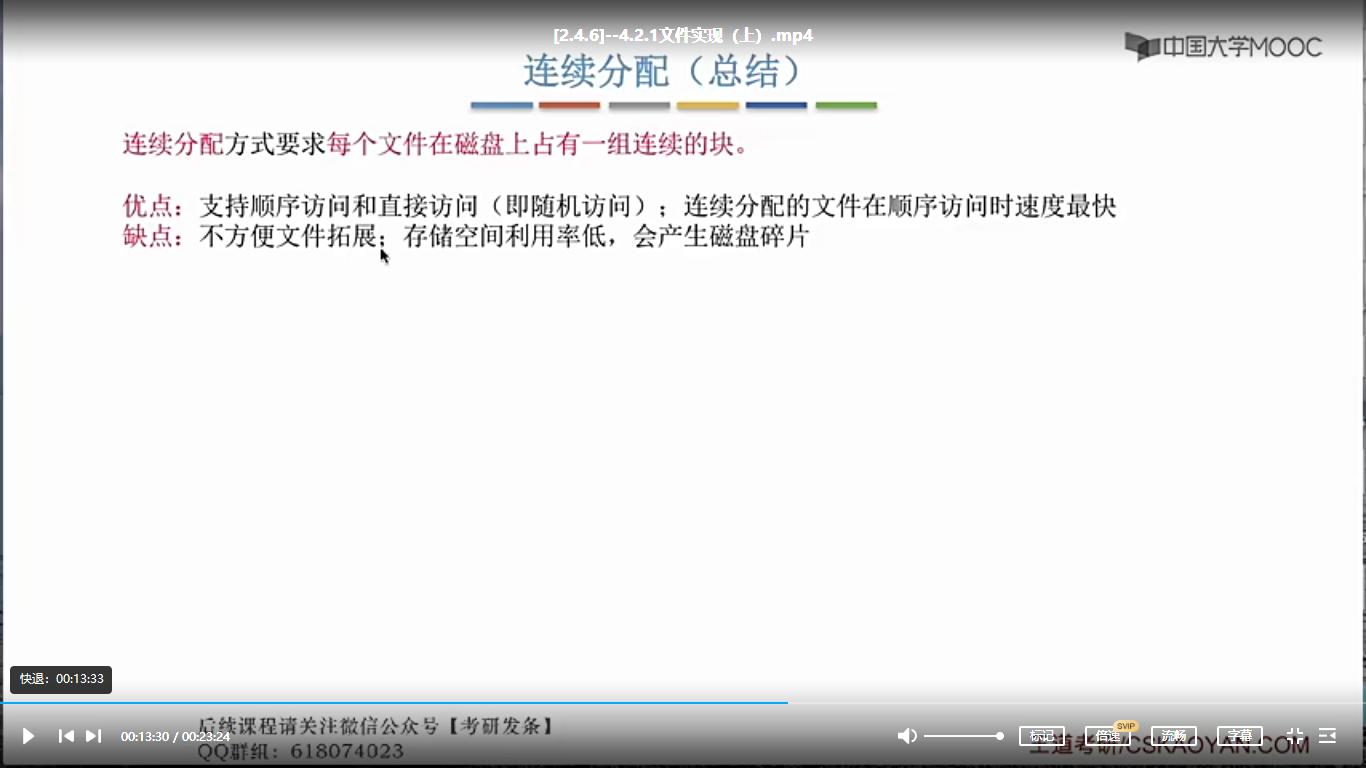 [2.4.6]--4.2.1文件实现（上）.mp4
中国大学MOOC
连续分配（总结）
连续分配方式要求每个文件在磁盘上占有一组连续的块。
优点：支持顺序访问和直接访问（即随机访问）；连续分配的文件在顺序访问时速度最快
缺点：不方便文件拓展；存储空间利用率低，会产生磁盘碎片
快退：00:13:33
后续课程请关注微信公众号【考研发条】
QQ群组：618074023
00:13:30 / 00:23:24
标记
倍速
SVIP
流畅
字幕
王道考研/CSKAOYAN.COM